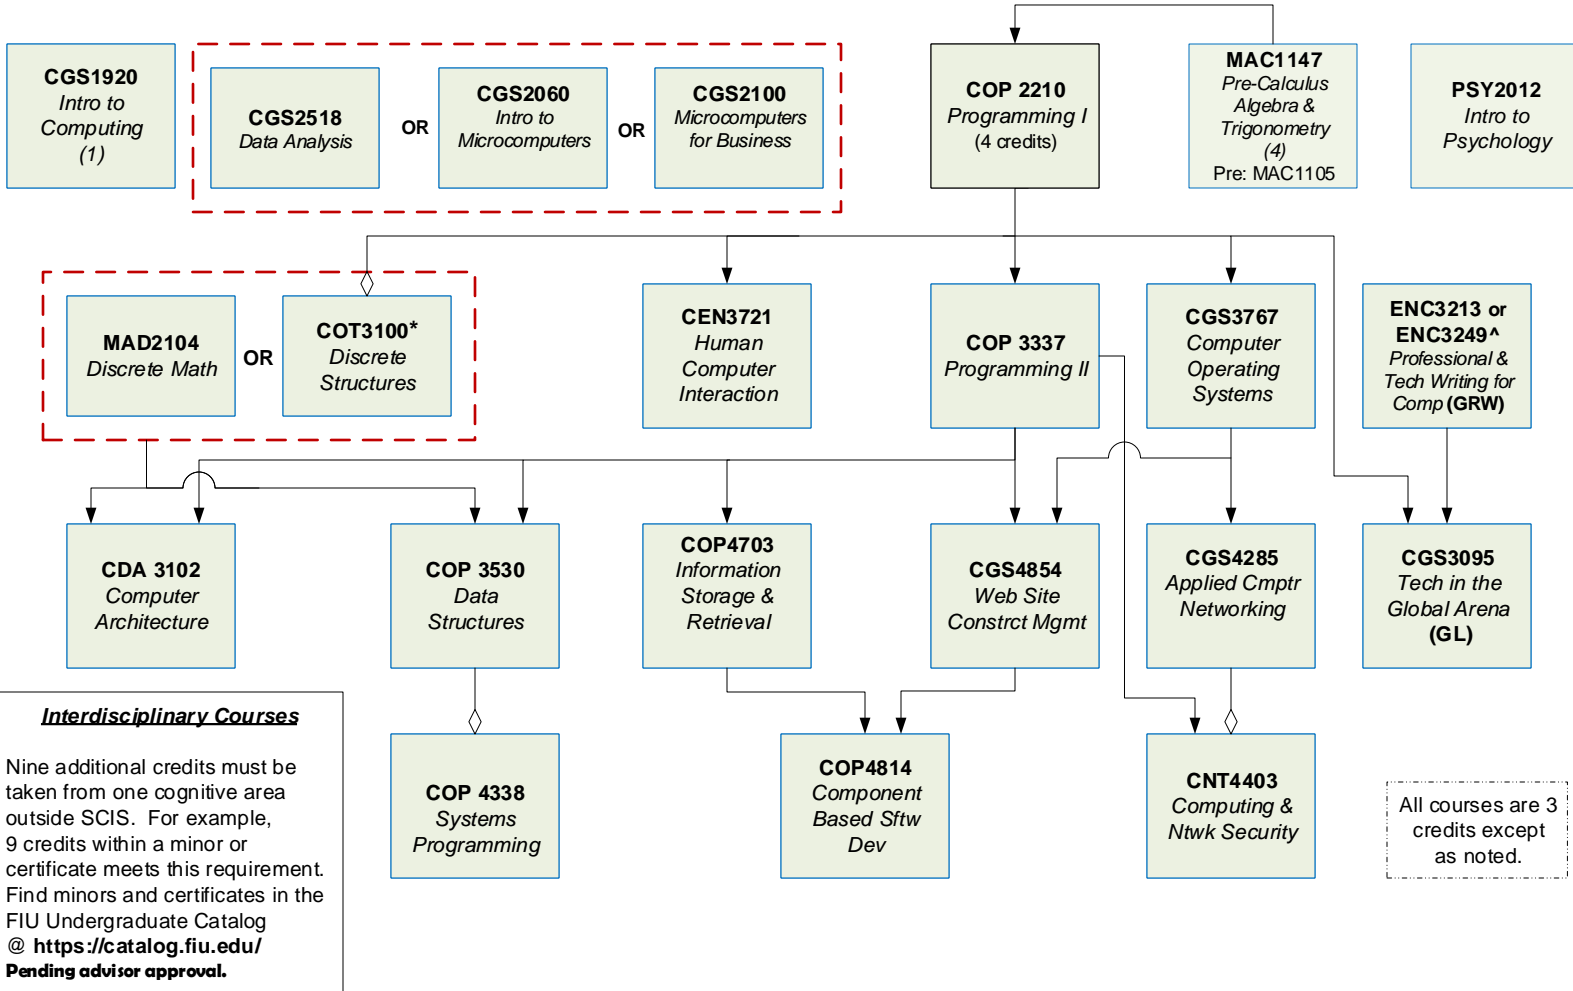 CGS1920
Intro to
Computing
(1)
CGS2518
Data Analysis
OR
CGS2060
Intro to
Microcomputers
OR
CGS2100
Microcomputers
for Business
COP 2210
Programming I
(4 credits)
MAC1147
Pre-Calculus
Algebra &
Trigonometry
(4)
Pre: MAC1105
PSY2012
Intro to
Psychology
MAD2104
Discrete Math
OR
COT3100*
Discrete
Structures
CEN3721
Human
Computer
Interaction
COP 3337
Programming II
CGS3767
Computer
Operating
Systems
ENC3213 or
ENC3249^
Professional &
Tech Writing for
Comp (GRW)
CDA 3102
Computer
Architecture
COP 3530
Data
Structures
COP4703
Information
Storage &
Retrieval
CGS4854
Web Site
Constrct Mgmt
CGS4285
Applied Cmptr
Networking
CGS3095
Tech in the
Global Arena
(GL)
Interdisciplinary Courses
Nine additional credits must be
taken from one cognitive area
outside SCIS.  For example,
9 credits within a minor or
certificate meets this requirement.
Find minors and certificates in the
FIU Undergraduate Catalog
@ https://catalog.fiu.edu/
Pending advisor approval.
COP 4338
Systems
Programming
COP4814
Component
Based Sftw
Dev
CNT4403
Computing &
Ntwk Security
All courses are 3
credits except
as noted.